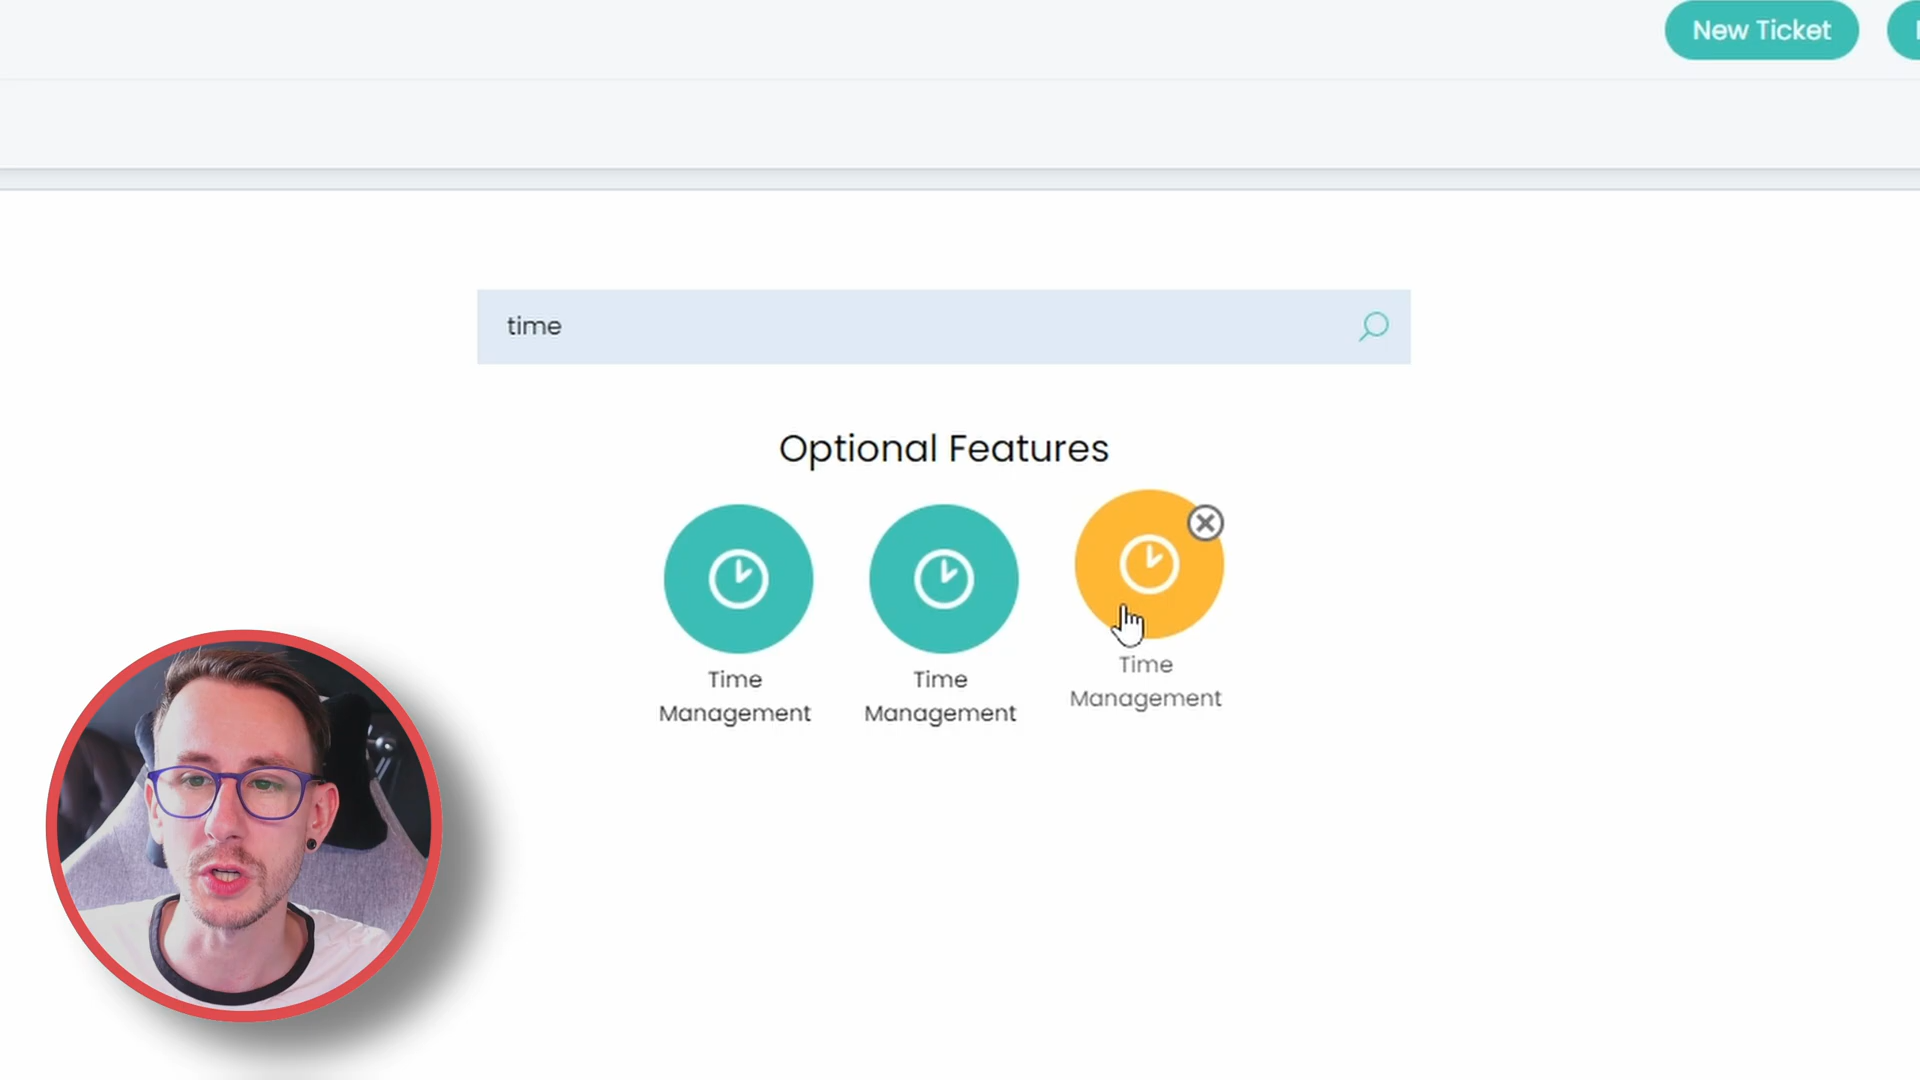 New Ticket
time
Optional Features
Time
Management
Time
Management
Time
Management